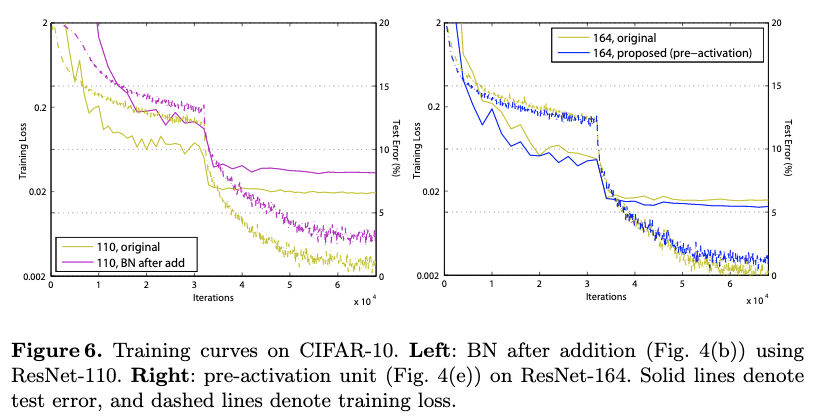 2
0.2
0.02
0.002
Training Loss
20
15
10
5
0
Test Error (%)
110, original
110, BN after add
0 1 2 3 4 5 6
Iterations
x 10⁴
2
0.2
0.02
0.002
Training Loss
20
15
10
5
0
Test Error (%)
164, original
164, proposed (pre−activation)
0 1 2 3 4 5 6
Iterations
x 10⁴
Figure 6. Training curves on CIFAR-10. Left: BN after addition (Fig. 4(b)) using
ResNet-110. Right: pre-activation unit (Fig. 4(e)) on ResNet-164. Solid lines denote
test error, and dashed lines denote training loss.